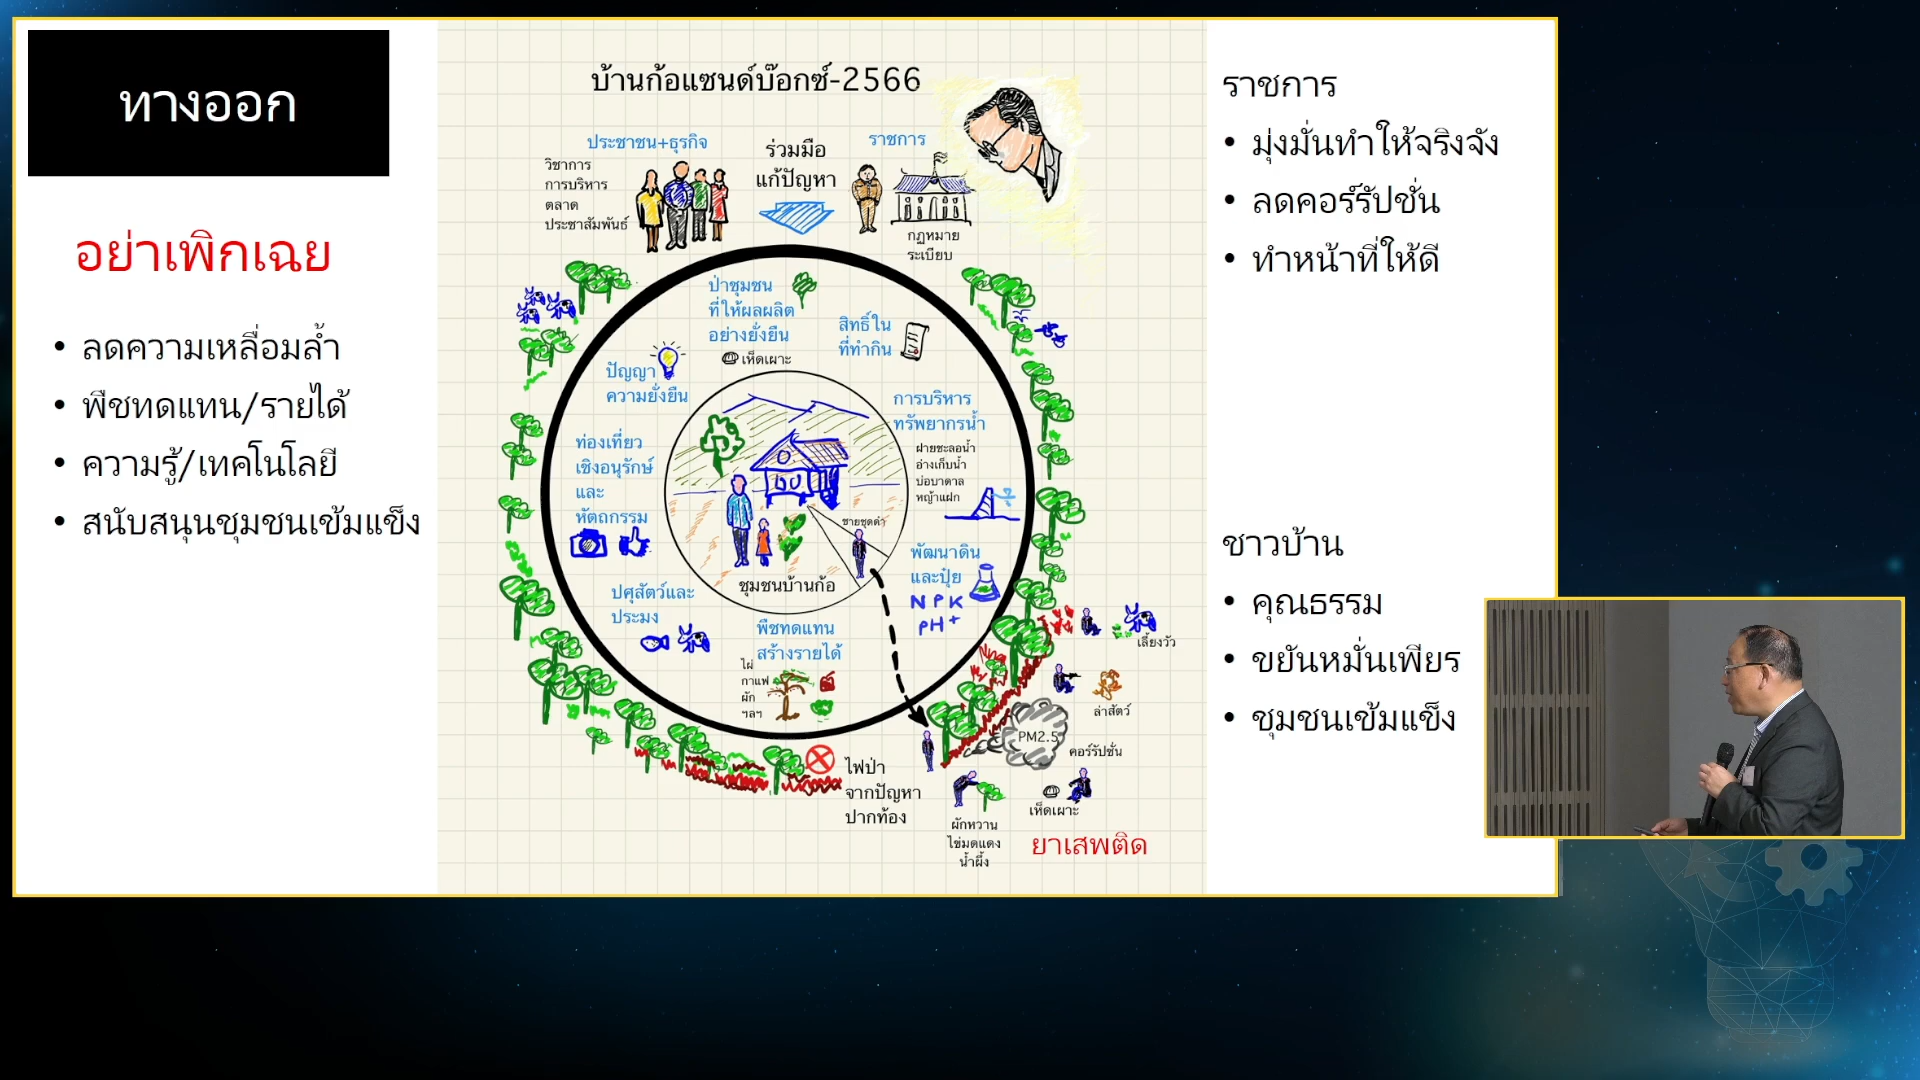 ทางออก
อย่าเพิกเฉย
• ลดความเหลื่อมล้ำ
• พืชทดแทน/รายได้
• ความรู้/เทคโนโลยี
• สนับสนุนชุมชนเข้มแข็ง
บ้านก้อแซนด์บ๊อกซ์-2566
ประชาชน+ธุรกิจ
วิชาการ
การบริหาร
ตลาด
ประชาสัมพันธ์
ร่วมมือ
แก้ปัญหา
ราชการ
กฎหมาย
ระเบียบ
ป่าชุมชน
ที่ให้ผลผลิต
อย่างยั่งยืน
เห็ดเผาะ
สิทธิ์ใน
ที่ทำกิน
ปัญญา
ความยั่งยืน
การบริหาร
ทรัพยากรน้ำ
ฝายชะลอน้ำ
อ่างเก็บน้ำ
บ่อบาดาล
หญ้าแฝก
ท่องเที่ยว
เชิงอนุรักษ์
และ
หัตถกรรม
ชายชุดดำ
ชุมชนบ้านก้อ
พัฒนาดิน
และปุ๋ย
N P K
pH+
ปศุสัตว์และ
ประมง
พืชทดแทน
สร้างรายได้
ไผ่
กาแฟ
ผัก
ฯลฯ
เลี้ยงวัว
ล่าสัตว์
PM2.5
คอร์รัปชั่น
ไฟป่า
จากปัญหา
ปากท้อง
เห็ดเผาะ
ผักหวาน
ไข่มดแดง
น้ำผึ้ง
ยาเสพติด
ราชการ
• มุ่งมั่นทำให้จริงจัง
• ลดคอร์รัปชั่น
• ทำหน้าที่ให้ดี
ชาวบ้าน
• คุณธรรม
• ขยันหมั่นเพียร
• ชุมชนเข้มแข็ง